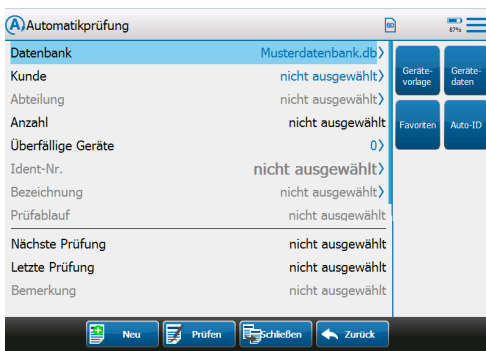 A Automatikprüfung SD 87%
Datenbank Musterdatenbank.db
Kunde nicht ausgewählt
Abteilung nicht ausgewählt
Anzahl nicht ausgewählt
Überfällige Geräte 0
Ident-Nr. nicht ausgewählt
Bezeichnung nicht ausgewählt
Prüfablauf nicht ausgewählt
Nächste Prüfung nicht ausgewählt
Letzte Prüfung nicht ausgewählt
Bemerkung nicht ausgewählt
Geräte-
vorlage
Geräte-
daten
Favoriten
Auto-ID
Neu Prüfen Schließen Zurück